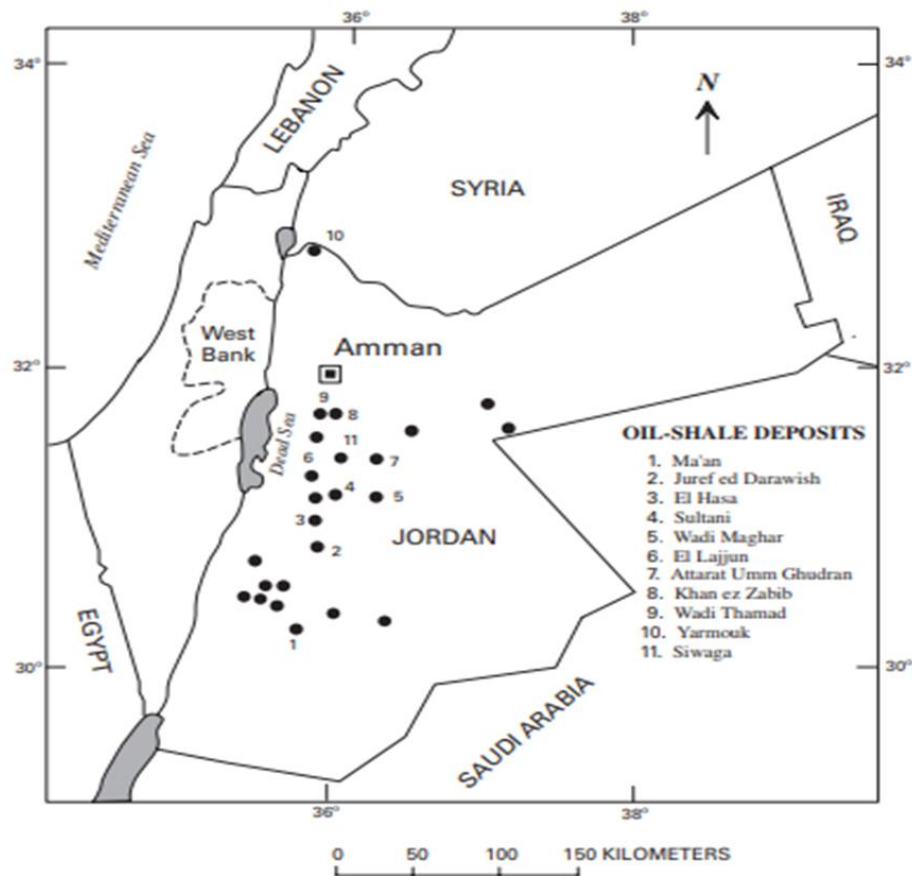 36°
38°
34°
34°
N
LEBANON
Mediterranean Sea
SYRIA
IRAQ
10
West
Bank
Amman
32°
32°
9
8
Dead Sea
11
6
7
4
5
3
JORDAN
2
OIL-SHALE DEPOSITS
1. Ma'an
2. Juref ed Darawish
3. El Hasa
4. Sultani
5. Wadi Maghar
6. El Lajjun
7. Attarat Umm Ghudran
8. Khan ez Zabib
9. Wadi Thamad
10. Yarmouk
11. Siwaga
EGYPT
1
30°
30°
SAUDI ARABIA
36°
38°
0 50 100 150 KILOMETERS